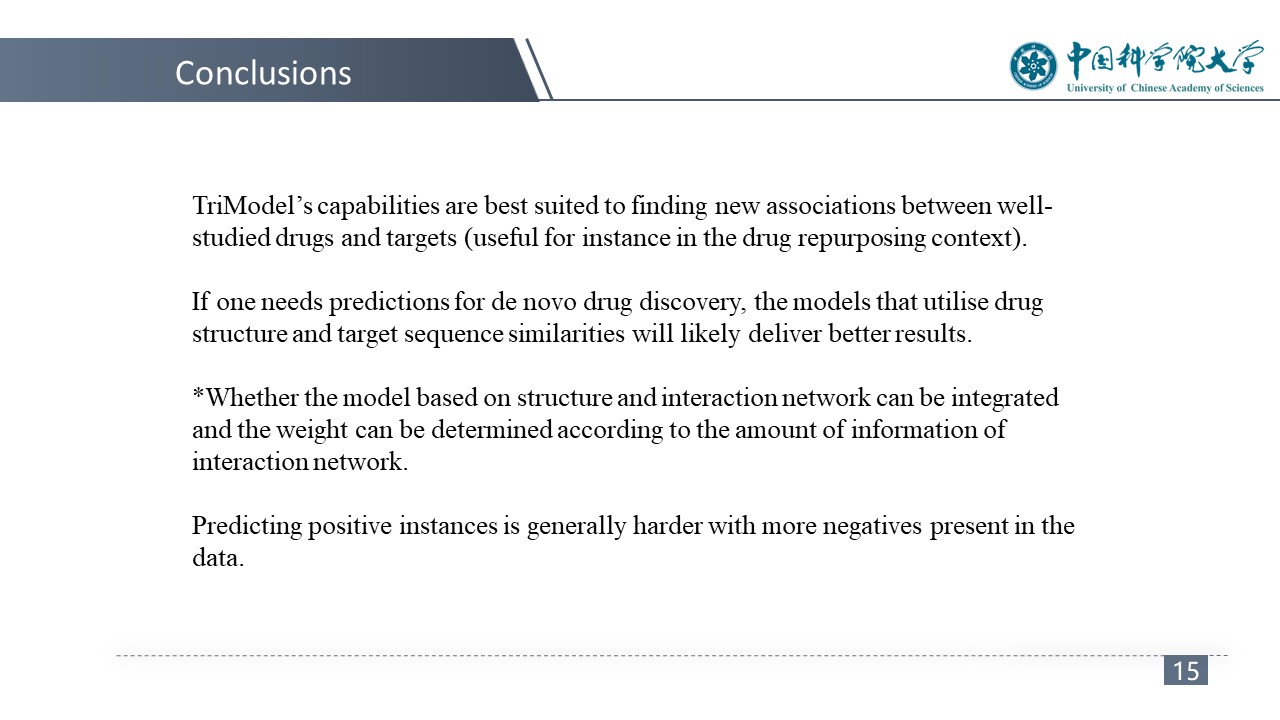 Conclusions
中国科学院大学
University of Chinese Academy of Sciences
TriModel’s capabilities are best suited to finding new associations between well-
studied drugs and targets (useful for instance in the drug repurposing context).
If one needs predictions for de novo drug discovery, the models that utilise drug
structure and target sequence similarities will likely deliver better results.
*Whether the model based on structure and interaction network can be integrated
and the weight can be determined according to the amount of information of
interaction network.
Predicting positive instances is generally harder with more negatives present in the
data.
15